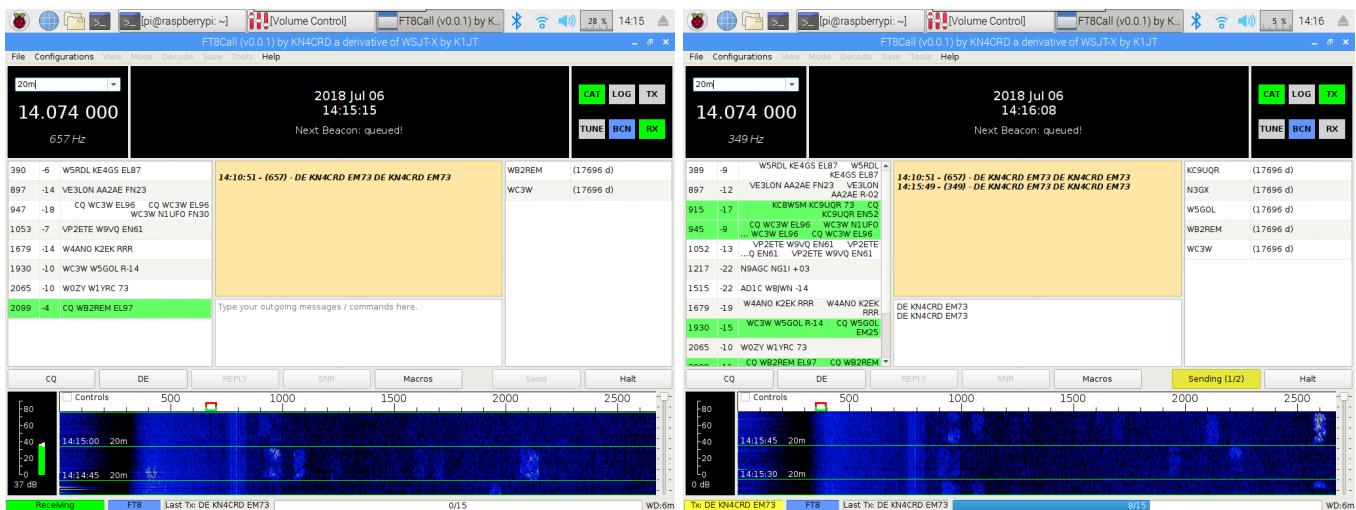 [pi@raspberrypi: ~] [Volume Control] FT8Call (v0.0.1) by K... 28 % 14:15
FT8Call (v0.0.1) by KN4CRD a derivative of WSJT-X by K1JT
File Configurations View Mode Decode Save Tools Help
20m
14.074 000
657 Hz
2018 Jul 06
14:15:15
Next Beacon: queued!
CAT LOG TX
TUNE BCN RX
390 -6 W5RDL KE4GS EL87
897 -14 VE3LON AA2AE FN23
947 -18 CQ WC3W EL96 CQ WC3W EL96
WC3W N1UFO FN30
1053 -7 VP2ETE W9VQ EN61
1679 -14 W4ANO K2EK RRR
1930 -10 WC3W W5GOL R-14
2065 -10 W0ZY W1YRC 73
2099 -4 CQ WB2REM EL97
14:10:51 - (657) - DE KN4CRD EM73 DE KN4CRD EM73
Type your outgoing messages / commands here.
WB2REM (17696 d)
WC3W (17696 d)
CQ DE REPLY SNR Macros Send Halt
80
60
40
20
0
37 dB
Controls 500 1000 1500 2000 2500
14:15:00 20m
14:14:45 20m
Receiving FT8 Last Tx: DE KN4CRD EM73 0/15 WD:6m
[pi@raspberrypi: ~] [Volume Control] FT8Call (v0.0.1) by K... 5 % 14:16
FT8Call (v0.0.1) by KN4CRD a derivative of WSJT-X by K1JT
File Configurations View Mode Decode Save Tools Help
20m
14.074 000
349 Hz
2018 Jul 06
14:16:08
Next Beacon: queued!
CAT LOG TX
TUNE BCN RX
389 -9 W5RDL KE4GS EL87 W5RDL
KE4GS EL87
897 -12 VE3LON AA2AE FN23 VE3LON
AA2AE R-02
915 -17 KC8WSM KC9UQR 73 CQ
KC9UQR EN52
945 -9 CQ WC3W EL96 WC3W N1UFO
... WC3W EL96 CQ WC3W EL96
1052 -13 VP2ETE W9VQ EN61 VP2ETE
...Q EN61 VP2ETE W9VQ EN61
1217 -22 N9AGC NG1I +03
1515 -22 AD1C W8JWN -14
1679 -19 W4ANO K2EK RRR W4ANO K2EK
RRR
1930 -15 WC3W W5GOL R-14 CQ W5GOL
EM25
2065 -10 W0ZY W1YRC 73
CQ WB2REM EL97 CQ WB2REM
14:10:51 - (657) - DE KN4CRD EM73 DE KN4CRD EM73
14:15:49 - (349) - DE KN4CRD EM73 DE KN4CRD EM73
DE KN4CRD EM73
DE KN4CRD EM73
KC9UQR (17696 d)
N3GX (17696 d)
W5GOL (17696 d)
WB2REM (17696 d)
WC3W (17696 d)
CQ DE REPLY SNR Macros Sending (1/2) Halt
80
60
40
20
0
0 dB
Controls 500 1000 1500 2000 2500
14:15:45 20m
14:15:30 20m
Tx: DE KN4CRD EM73 FT8 Last Tx: DE KN4CRD EM73 8/15 WD:6m